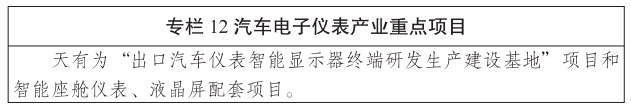 专栏 12 汽车电子仪表产业重点项目
天有为“出口汽车仪表智能显示器终端研发生产建设基地”项目和
智能座舱仪表、液晶屏配套项目。